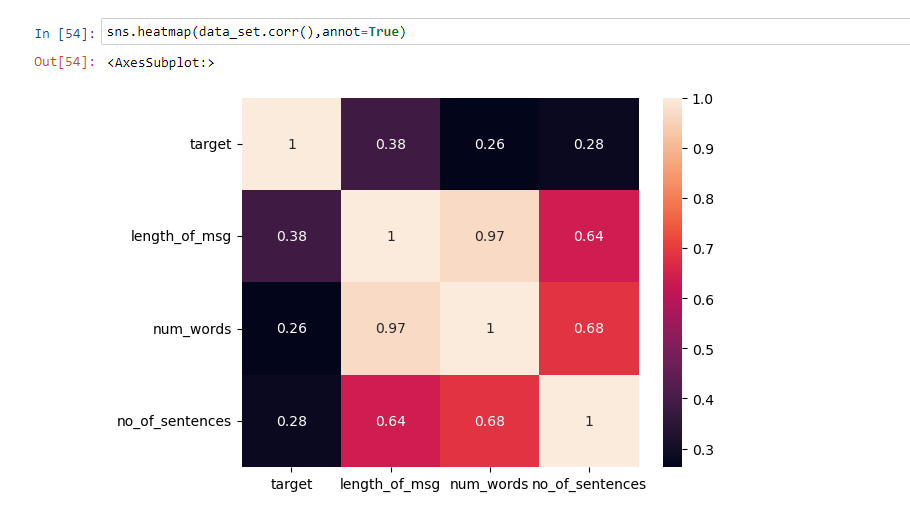 In [54]: sns.heatmap(data_set.corr(),annot=True)
Out[54]: <AxesSubplot:>
1.0
target 1 0.38 0.26 0.28
0.9
0.8
length_of_msg 0.38 1 0.97 0.64
0.7
0.6
num_words 0.26 0.97 1 0.68
0.5
0.4
no_of_sentences 0.28 0.64 0.68 1
0.3
target length_of_msg num_words no_of_sentences